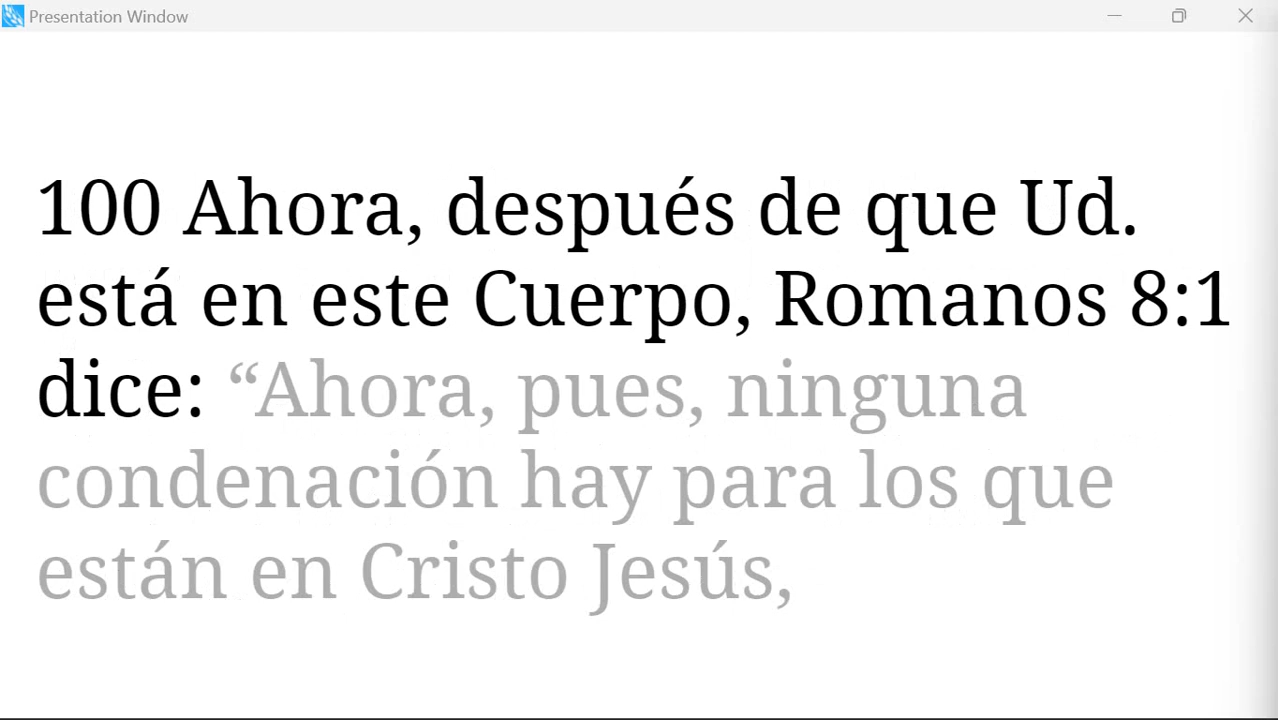 Presentation Window
100 Ahora, después de que Ud.
está en este Cuerpo, Romanos 8:1
dice: “Ahora, pues, ninguna
condenación hay para los que
están en Cristo Jesús,